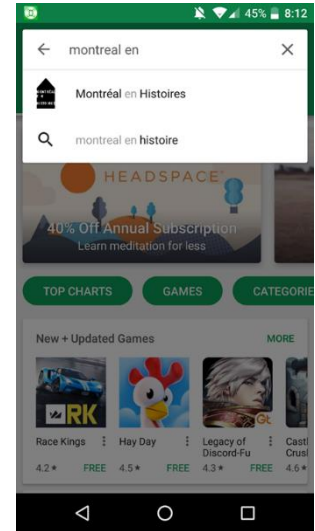 45% 8:12
montreal en
Montréal en Histoires
montreal en histoire
HEADSPACE
40% Off Annual Subscription
Learn meditation for less
TOP CHARTS GAMES CATEGORIE
New + Updated Games MORE
RK
Race Kings Hay Day Legacy of Discord-Fu Castl Crush
4.2★ FREE 4.5★ FREE 4.3★ FREE 4.6★